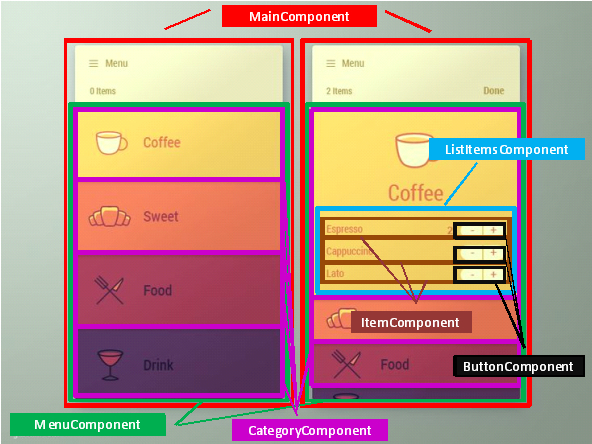 MainComponent
Menu
0 Items
Coffee
Sweet
Food
Drink
Menu
2 Items
Done
ListItemsComponent
Coffee
Espresso
2
-
+
Cappuccino
-
+
Lato
-
+
ItemComponent
Food
ButtonComponent
MenuComponent
CategoryComponent